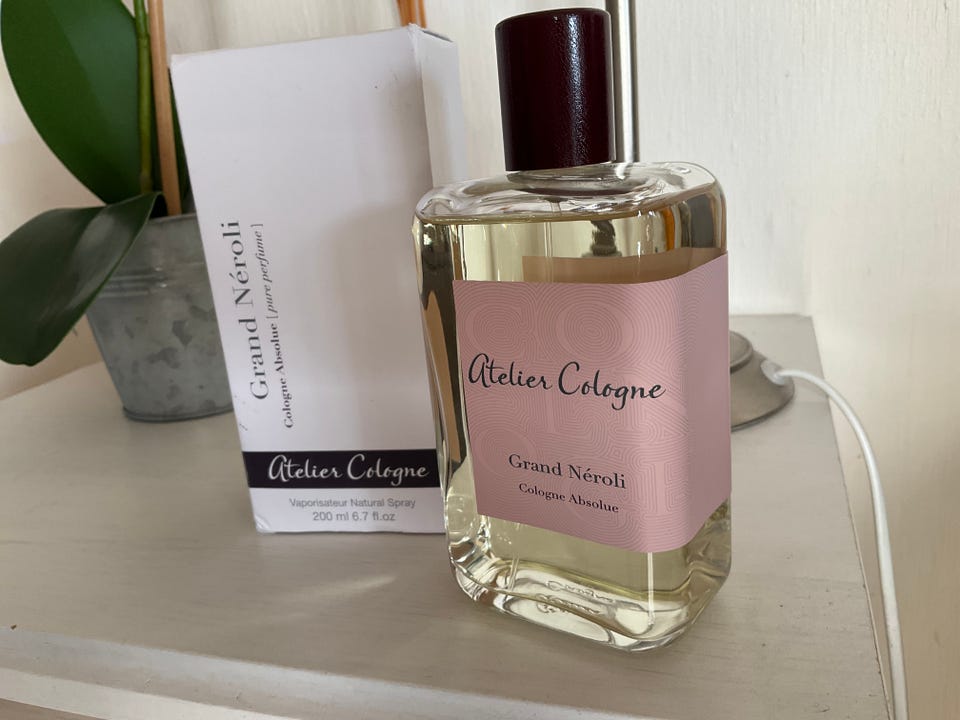 Grand Néroli
Cologne Absolue [pure perfume]
Atelier Cologne
Vaporisateur Natural Spray
200 ml 6.7 fl.oz
Atelier Cologne
Grand Néroli
Cologne Absolue